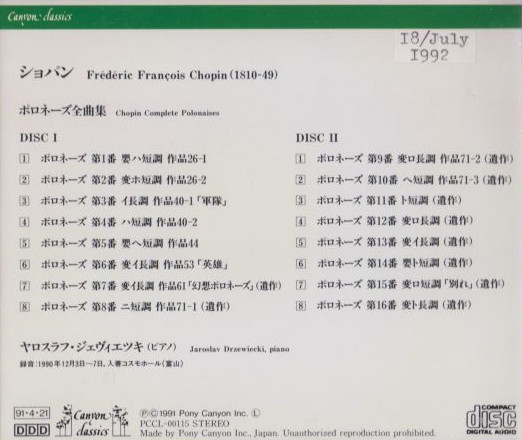 Canyon classics
18/July
1992
ショパン Frédéric François Chopin (1810-49)
ポロネーズ全曲集 Chopin Complete Polonaises
DISC I
1 ポロネーズ 第1番 嬰ハ短調 作品26-1
2 ポロネーズ 第2番 変ホ短調 作品26-2
3 ポロネーズ 第3番 イ長調 作品40-1「軍隊」
4 ポロネーズ 第4番 ハ短調 作品40-2
5 ポロネーズ 第5番 嬰ヘ短調 作品44
6 ポロネーズ 第6番 変イ長調 作品53「英雄」
7 ポロネーズ 第7番 変イ長調 作品61「幻想ポロネーズ」(遺作)
8 ポロネーズ 第8番 ニ短調 作品71-1 (遺作)
DISC II
1 ポロネーズ 第9番 変ロ長調 作品71-2 (遺作)
2 ポロネーズ 第10番 ヘ短調 作品71-3 (遺作)
3 ポロネーズ 第11番 ト短調 (遺作)
4 ポロネーズ 第12番 変ロ長調 (遺作)
5 ポロネーズ 第13番 変イ長調 (遺作)
6 ポロネーズ 第14番 嬰ト短調 (遺作)
7 ポロネーズ 第15番 変ロ短調「別れ」(遺作)
8 ポロネーズ 第16番 変ト長調 (遺作)
ヤロスラフ・ジェヴィエツキ (ピアノ) Jaroslav Drzewiecki, piano
録音:1990年12月3日〜7日, 入善コスモホール (富山)
91・4・21
DDD
Canyon classics
Ⓟ©1991 Pony Canyon Inc. Ⓛ
PCCL-00115 STEREO
Made by Pony Canyon Inc., Japan. Unauthorized reproduction prohibited.
COMPACT
disc
DIGITAL AUDIO